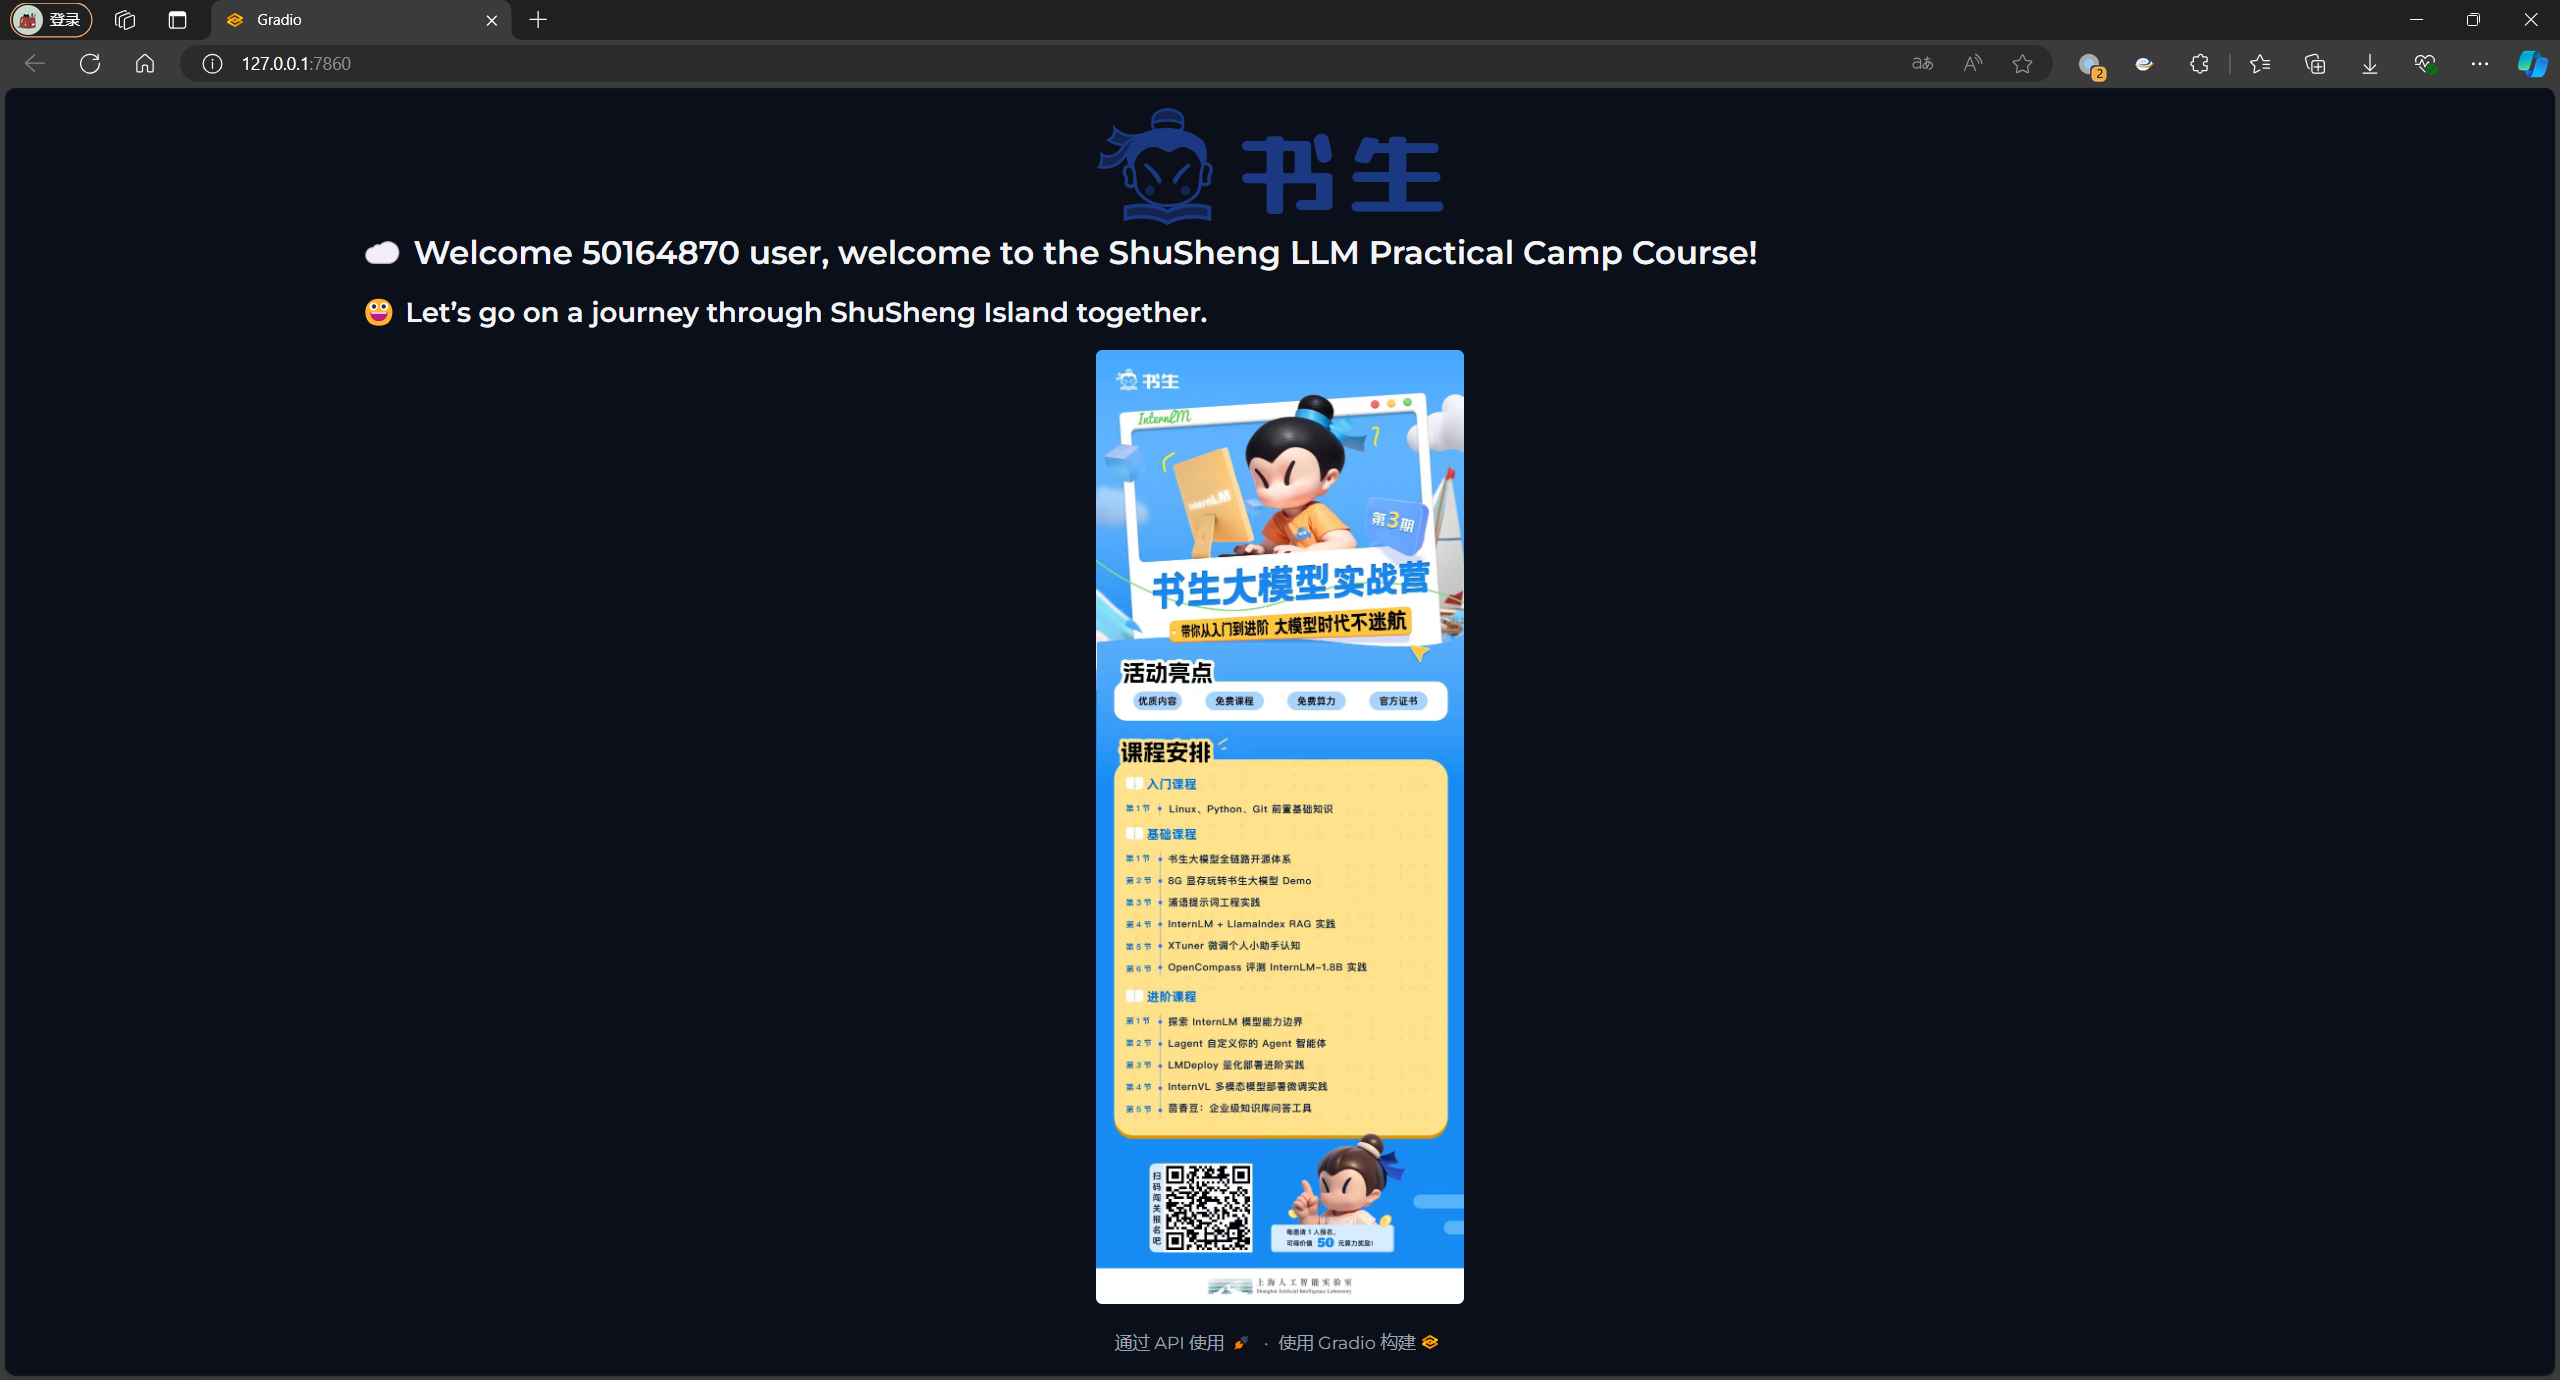 登录
Gradio
127.0.0.1:7860
aあ
2
书生
Welcome 50164870 user, welcome to the ShuSheng LLM Practical Camp Course!
Let’s go on a journey through ShuSheng Island together.
书生
InternLM
InternLM
第3期
书生大模型实战营
带你从入门到进阶 大模型时代不迷航
活动亮点
优质内容 免费课程 免费算力 官方证书
课程安排
入门课程
第1节 Linux、Python、Git 前置基础知识
基础课程
第1节 书生大模型全链路开源体系
第2节 8G 显存玩转书生大模型 Demo
第3节 浦语提示词工程实践
第4节 InternLM + LlamaIndex RAG 实践
第5节 XTuner 微调个人小助手认知
第6节 OpenCompass 评测 InternLM-1.8B 实践
进阶课程
第1节 探索 InternLM 模型能力边界
第2节 Lagent 自定义你的 Agent 智能体
第3节 LMDeploy 量化部署进阶实践
第4节 InternVL 多模态模型部署微调实践
第5节 茴香豆：企业级知识库问答工具
扫码闯关报名吧
每邀请 1 人报名，
可得价值 50 元算力奖励！
上海人工智能实验室
Shanghai Artificial Intelligence Laboratory
通过 API 使用 · 使用 Gradio 构建